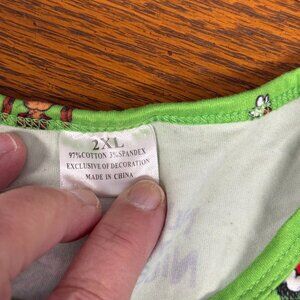 2XL
97%COTTON 3%SPANDEX
EXCLUSIVE OF DECORATION
MADE IN CHINA